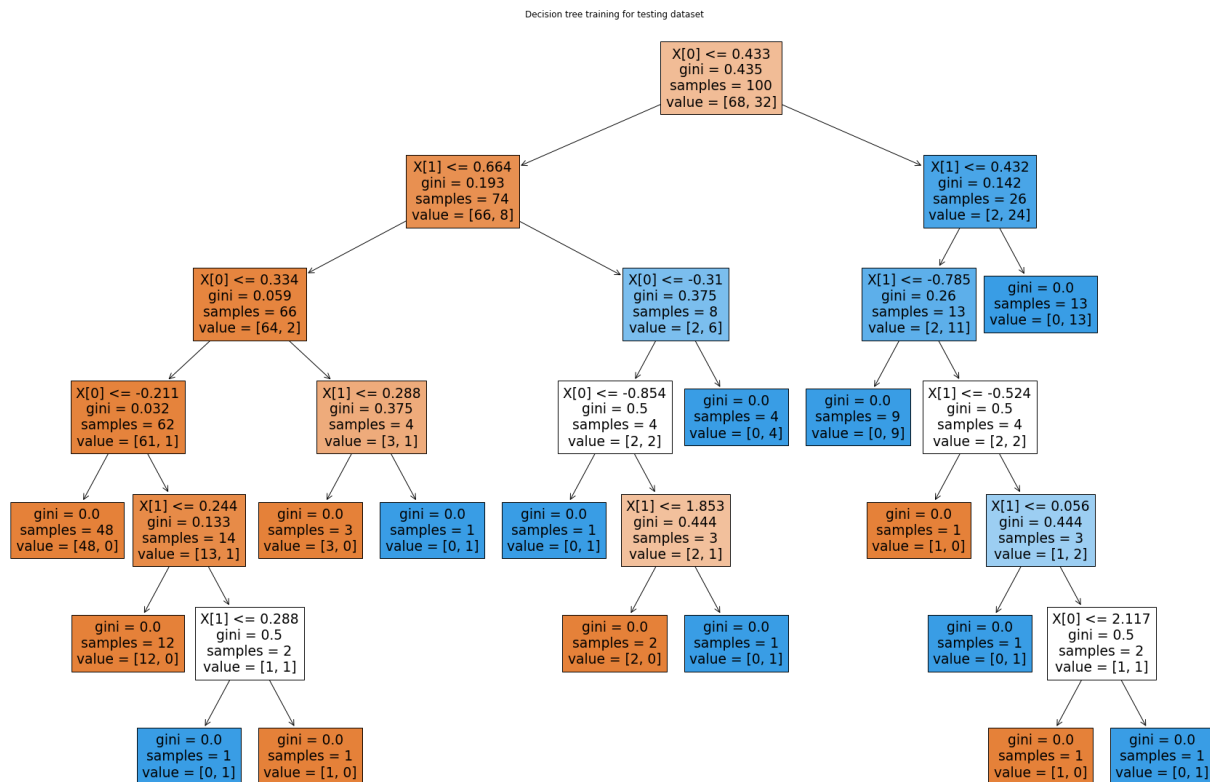 Decision tree training for testing dataset
X[0] <= 0.433
gini = 0.435
samples = 100
value = [68, 32]
X[1] <= 0.664
gini = 0.193
samples = 74
value = [66, 8]
X[1] <= 0.432
gini = 0.142
samples = 26
value = [2, 24]
X[0] <= 0.334
gini = 0.059
samples = 66
value = [64, 2]
X[0] <= -0.31
gini = 0.375
samples = 8
value = [2, 6]
X[1] <= -0.785
gini = 0.26
samples = 13
value = [2, 11]
gini = 0.0
samples = 13
value = [0, 13]
X[0] <= -0.211
gini = 0.032
samples = 62
value = [61, 1]
X[1] <= 0.288
gini = 0.375
samples = 4
value = [3, 1]
X[0] <= -0.854
gini = 0.5
samples = 4
value = [2, 2]
gini = 0.0
samples = 4
value = [0, 4]
gini = 0.0
samples = 9
value = [0, 9]
X[1] <= -0.524
gini = 0.5
samples = 4
value = [2, 2]
gini = 0.0
samples = 48
value = [48, 0]
X[1] <= 0.244
gini = 0.133
samples = 14
value = [13, 1]
gini = 0.0
samples = 3
value = [3, 0]
gini = 0.0
samples = 1
value = [0, 1]
gini = 0.0
samples = 1
value = [0, 1]
X[1] <= 1.853
gini = 0.444
samples = 3
value = [2, 1]
gini = 0.0
samples = 1
value = [1, 0]
X[1] <= 0.056
gini = 0.444
samples = 3
value = [1, 2]
gini = 0.0
samples = 12
value = [12, 0]
X[1] <= 0.288
gini = 0.5
samples = 2
value = [1, 1]
gini = 0.0
samples = 2
value = [2, 0]
gini = 0.0
samples = 1
value = [0, 1]
gini = 0.0
samples = 1
value = [0, 1]
X[0] <= 2.117
gini = 0.5
samples = 2
value = [1, 1]
gini = 0.0
samples = 1
value = [0, 1]
gini = 0.0
samples = 1
value = [1, 0]
gini = 0.0
samples = 1
value = [1, 0]
gini = 0.0
samples = 1
value = [0, 1]